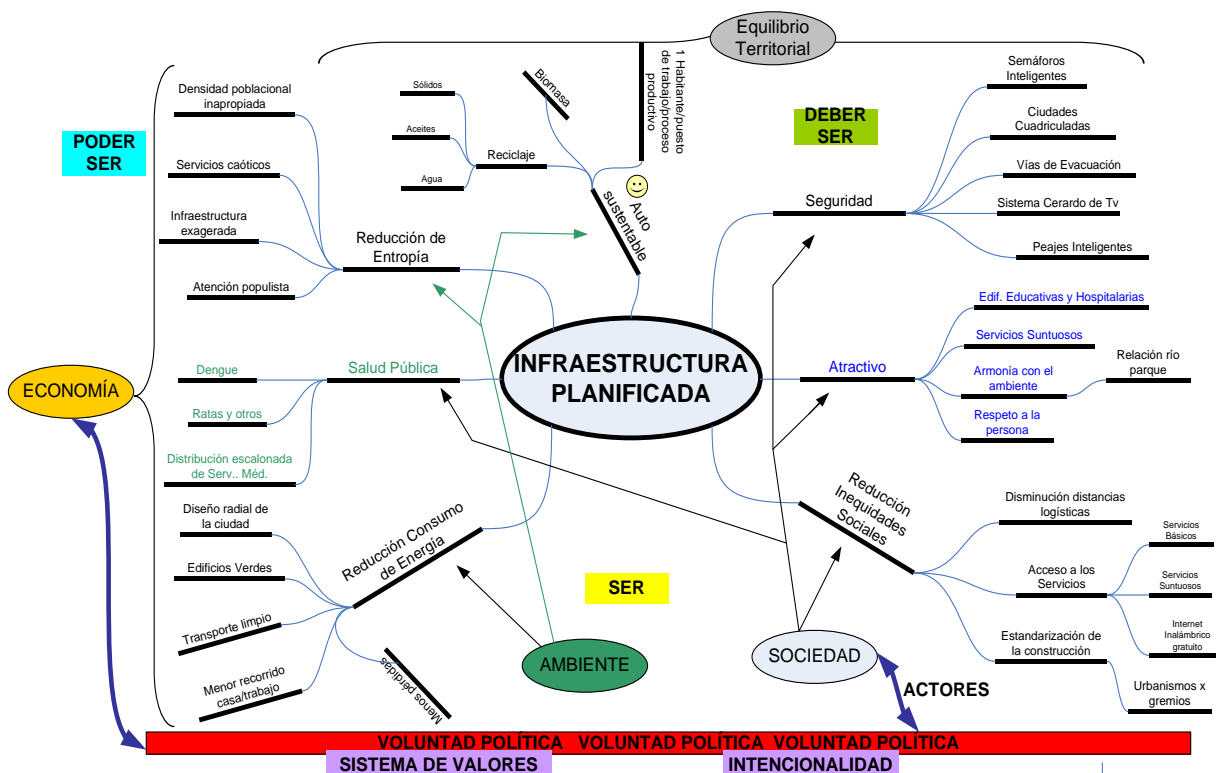 Equilibrio
Territorial
PODER
SER
DEBER
SER
Densidad poblacional
inapropiada
Servicios caóticos
Infraestructura
exagerada
Atención populista
Reducción de
Entropía
Sólidos
Aceites
Agua
Reciclaje
Biomasa
1 Habitante/puesto
de trabajo/proceso
productivo
Auto
sustentable
Seguridad
Semáforos
Inteligentes
Ciudades
Cuadriculadas
Vías de Evacuación
Sistema Cerardo de Tv
Peajes Inteligentes
INFRAESTRUCTURA
PLANIFICADA
ECONOMÍA
Salud Pública
Dengue
Ratas y otros
Distribución escalonada
de Serv.. Méd.
Atractivo
Edif. Educativas y Hospitalarias
Servicios Suntuosos
Armonía con el
ambiente
Relación río
parque
Respeto a la
persona
Reducción Consumo
de Energía
Diseño radial de
la ciudad
Edificios Verdes
Transporte limpio
Menor recorrido
casa/trabajo
Menos pérdidas
Reducción
Inequidades
Sociales
Disminución distancias
logísticas
Acceso a los
Servicios
Servicios
Básicos
Servicios
Suntuosos
Internet
Inalámbrico
gratuito
Estandarización de
la construcción
Urbanismos x
gremios
SER
AMBIENTE
SOCIEDAD
ACTORES
VOLUNTAD POLÍTICA VOLUNTAD POLÍTICA VOLUNTAD POLÍTICA
SISTEMA DE VALORES
INTENCIONALIDAD